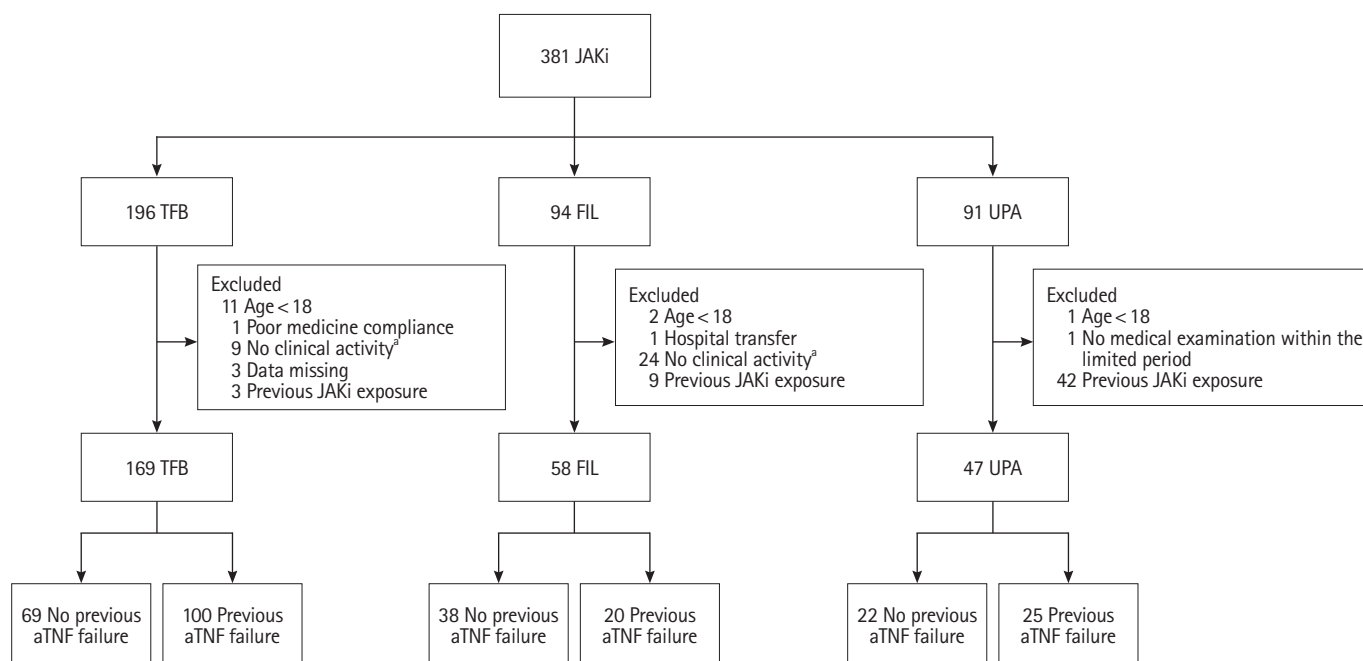 381 JAKi
196 TFB
94 FIL
91 UPA
Excluded
11 Age < 18
1 Poor medicine compliance
9 No clinical activityᵃ
3 Data missing
3 Previous JAKi exposure
Excluded
2 Age < 18
1 Hospital transfer
24 No clinical activityᵃ
9 Previous JAKi exposure
Excluded
1 Age < 18
1 No medical examination within the
limited period
42 Previous JAKi exposure
169 TFB
58 FIL
47 UPA
69 No previous
aTNF failure
100 Previous
aTNF failure
38 No previous
aTNF failure
20 Previous
aTNF failure
22 No previous
aTNF failure
25 Previous
aTNF failure